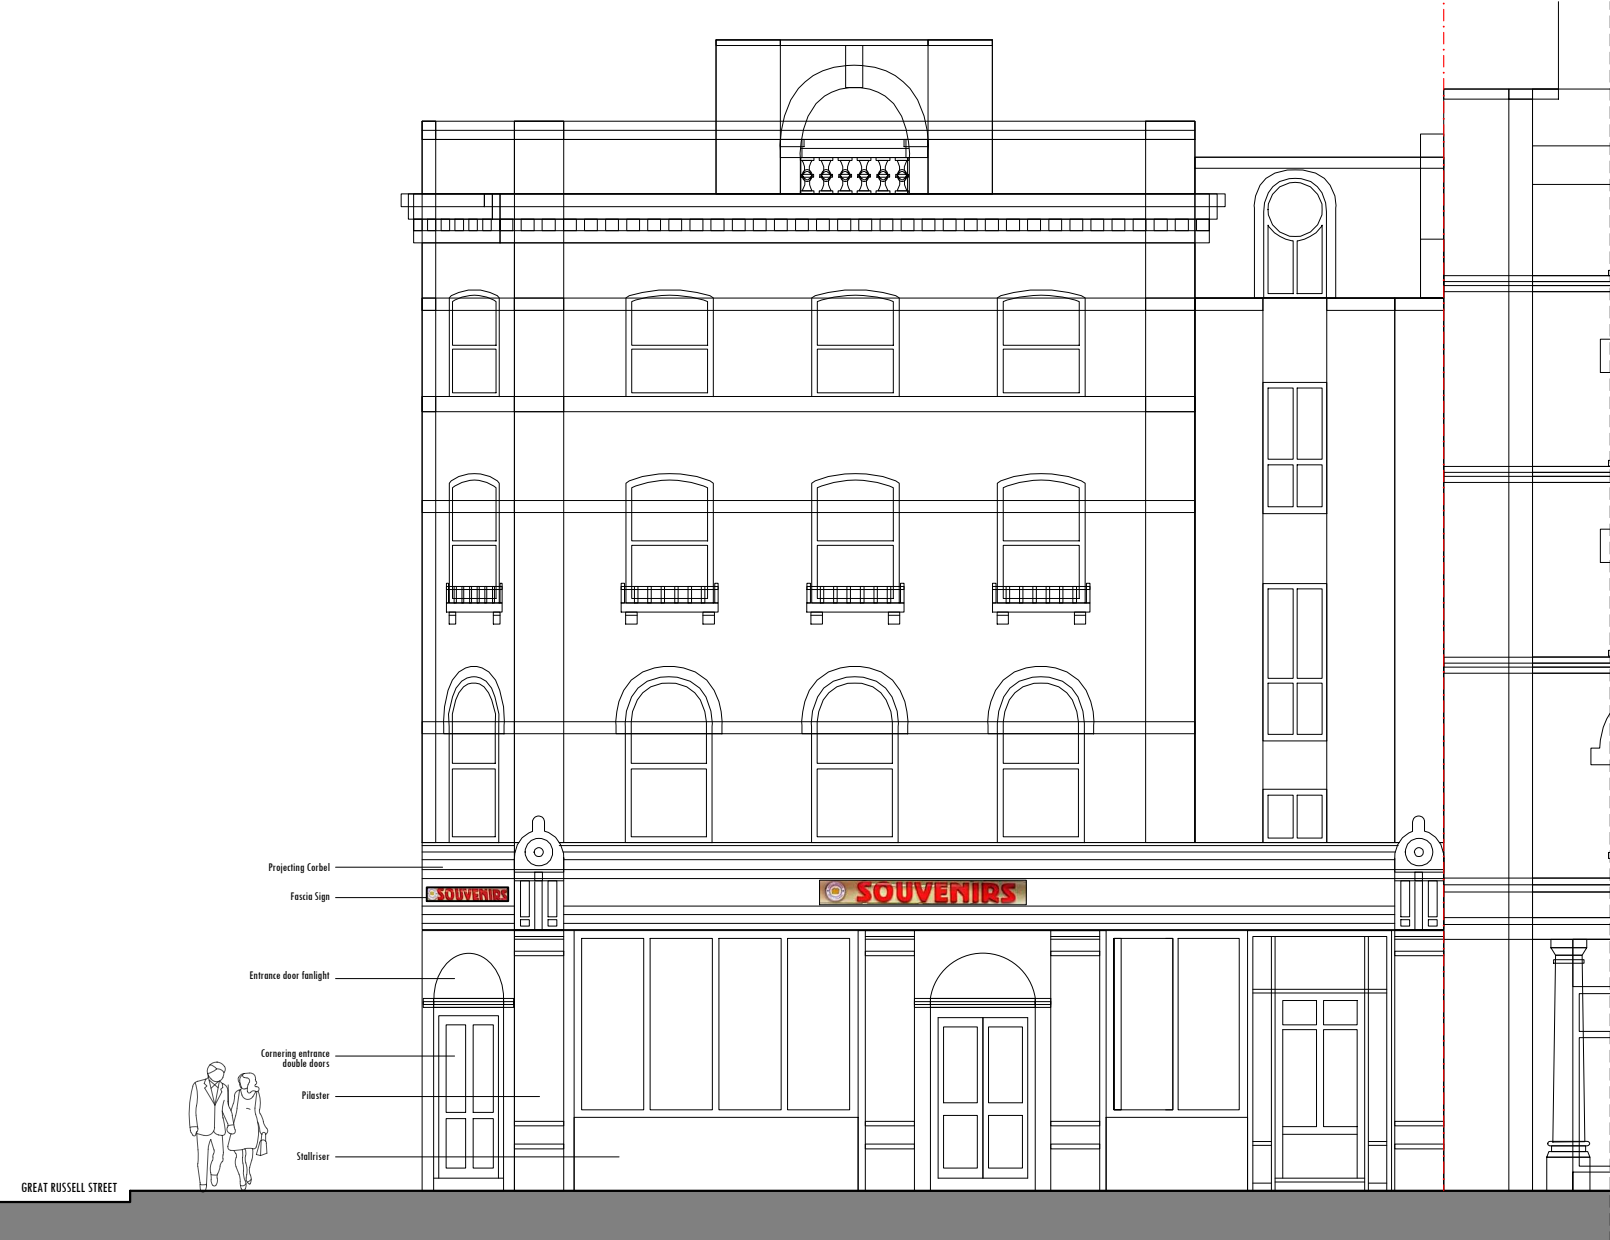 Projecting Corbel
Fascia Sign
SOUVENIRS
SOUVENIRS
Entrance door fanlight
Cornering entrance
double doors
Pilaster
Stallriser
GREAT RUSSELL STREET